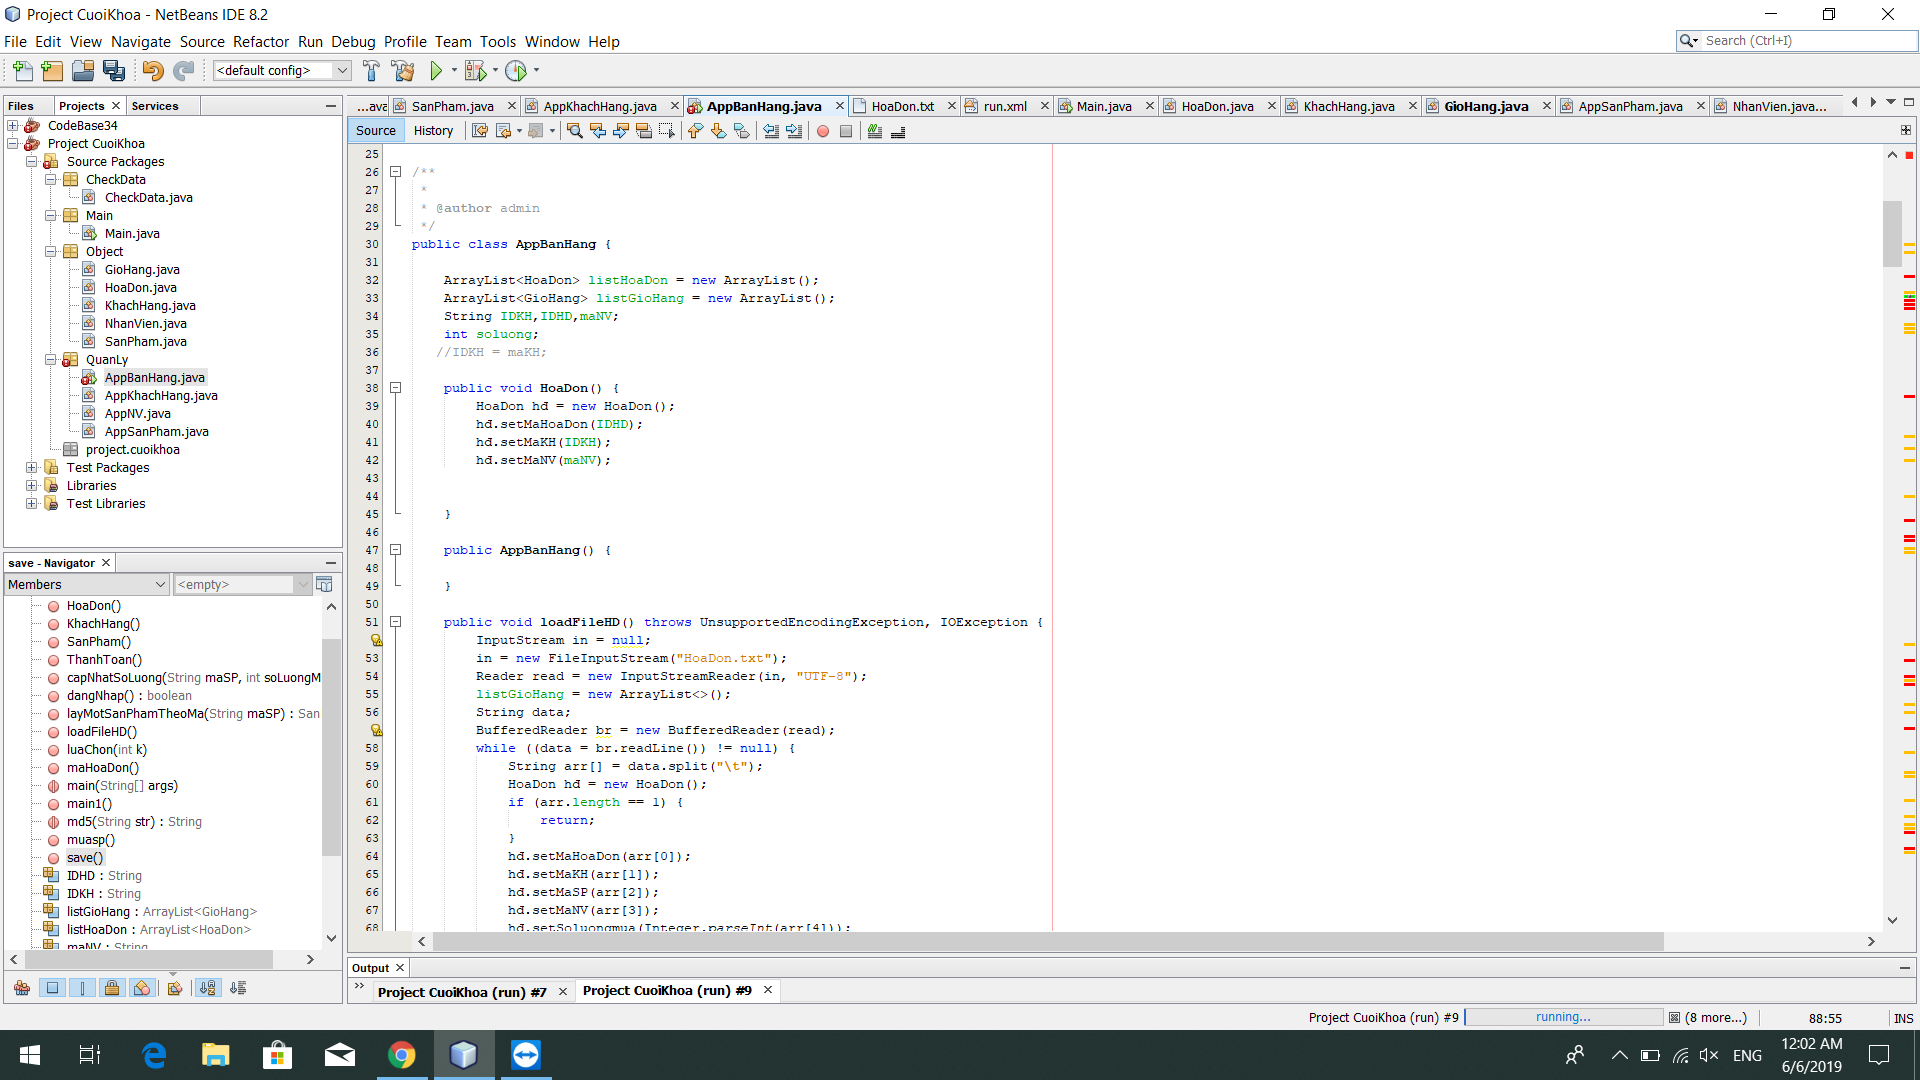 Project CuoiKhoa - NetBeans IDE 8.2
File Edit View Navigate Source Refactor Run Debug Profile Team Tools Window Help
Search (Ctrl+I)
<default config>
Files Projects Services
CodeBase34
Project CuoiKhoa
Source Packages
CheckData
CheckData.java
Main
Main.java
Object
GioHang.java
HoaDon.java
KhachHang.java
NhanVien.java
SanPham.java
QuanLy
AppBanHang.java
AppKhachHang.java
AppNV.java
AppSanPham.java
project.cuoikhoa
Test Packages
Libraries
Test Libraries
save - Navigator
Members <empty>
HoaDon()
KhachHang()
SanPham()
ThanhToan()
capNhatSoLuong(String maSP, int soLuongM
dangNhap() : boolean
layMotSanPhamTheoMa(String maSP) : San
loadFileHD()
luaChon(int k)
maHoaDon()
main(String[] args)
main1()
md5(String str) : String
muasp()
save()
IDHD : String
IDKH : String
listGioHang : ArrayList<GioHang>
listHoaDon : ArrayList<HoaDon>
maNV : String
...ava SanPham.java AppKhachHang.java AppBanHang.java HoaDon.txt run.xml Main.java HoaDon.java KhachHang.java GioHang.java AppSanPham.java NhanVien.java...
Source History
25
26 /**
27 *
28 * @author admin
29 */
30 public class AppBanHang {
31
32 ArrayList<HoaDon> listHoaDon = new ArrayList();
33 ArrayList<GioHang> listGioHang = new ArrayList();
34 String IDKH,IDHD,maNV;
35 int soluong;
36 //IDKH = maKH;
37
38 public void HoaDon() {
39 HoaDon hđ = new HoaDon();
40 hđ.setMaHoaDon(IDHD);
41 hđ.setMaKH(IDKH);
42 hđ.setMaNV(maNV);
43
44
45 }
46
47 public AppBanHang() {
48
49 }
50
51 public void loadFileHD() throws UnsupportedEncodingException, IOException {
InputStream in = null;
53 in = new FileInputStream("HoaDon.txt");
54 Reader read = new InputStreamReader(in, "UTF-8");
55 listGioHang = new ArrayList<>();
56 String data;
BufferedReader br = new BufferedReader(read);
58 while ((data = br.readLine()) != null) {
59 String arr[] = data.split("\t");
60 HoaDon hđ = new HoaDon();
61 if (arr.length == 1) {
62 return;
63 }
64 hđ.setMaHoaDon(arr[0]);
65 hđ.setMaKH(arr[1]);
66 hđ.setMaSP(arr[2]);
67 hđ.setMaNV(arr[3]);
68 hđ.setSoluongmua(Integer.parseInt(arr[4]));
Output
Project CuoiKhoa (run) #7 Project CuoiKhoa (run) #9
Project CuoiKhoa (run) #9 running... (8 more...) 88:55 INS
ENG
12:02 AM
6/6/2019